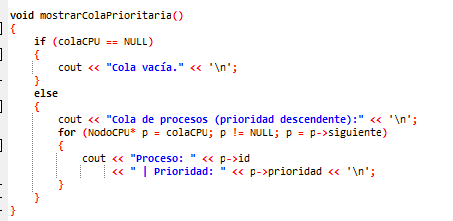 void mostrarColaPrioritaria()
{
    if (colaCPU == NULL)
    {
        cout << "Cola vacía." << '\n';
    }
    else
    {
        cout << "Cola de procesos (prioridad descendente):" << '\n';
        for (NodoCPU* p = colaCPU; p != NULL; p = p->siguiente)
        {
            cout << "Proceso: " << p->id
                << " | Prioridad: " << p->prioridad << '\n';
        }
    }
}